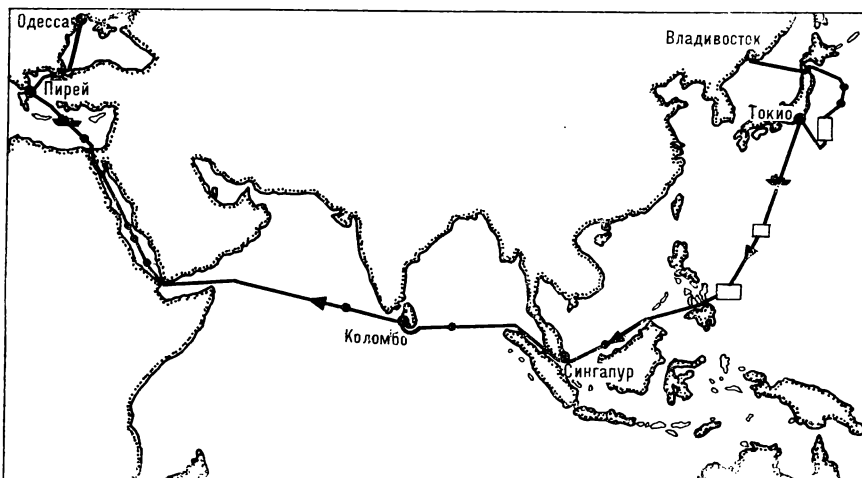 Одесса
Владивосток
Пирей
Токио
Коломбо
Сингапур